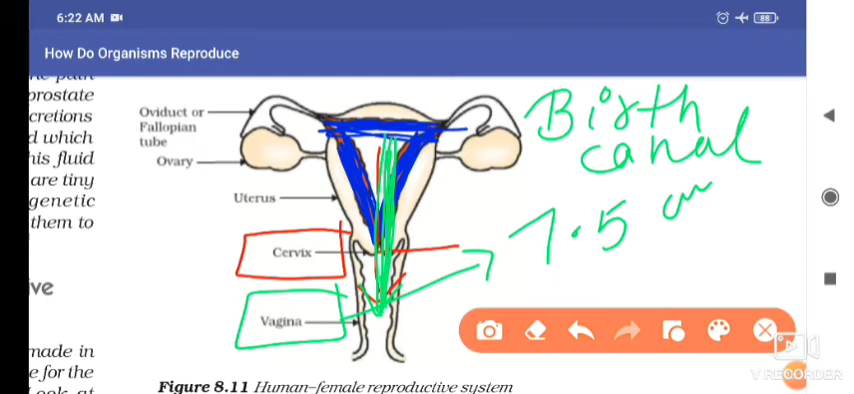 6:22 AM
88
How Do Organisms Reproduce
prostate
cretions
d which
his fluid
are tiny
genetic
them to
ive
made in
e for the
Oviduct or
Fallopian
tube
Ovary
Uterus
Cervix
Vagina
Birth
canal
7.5 cm
V RECORDER
Figure 8.11 Human–female reproductive system